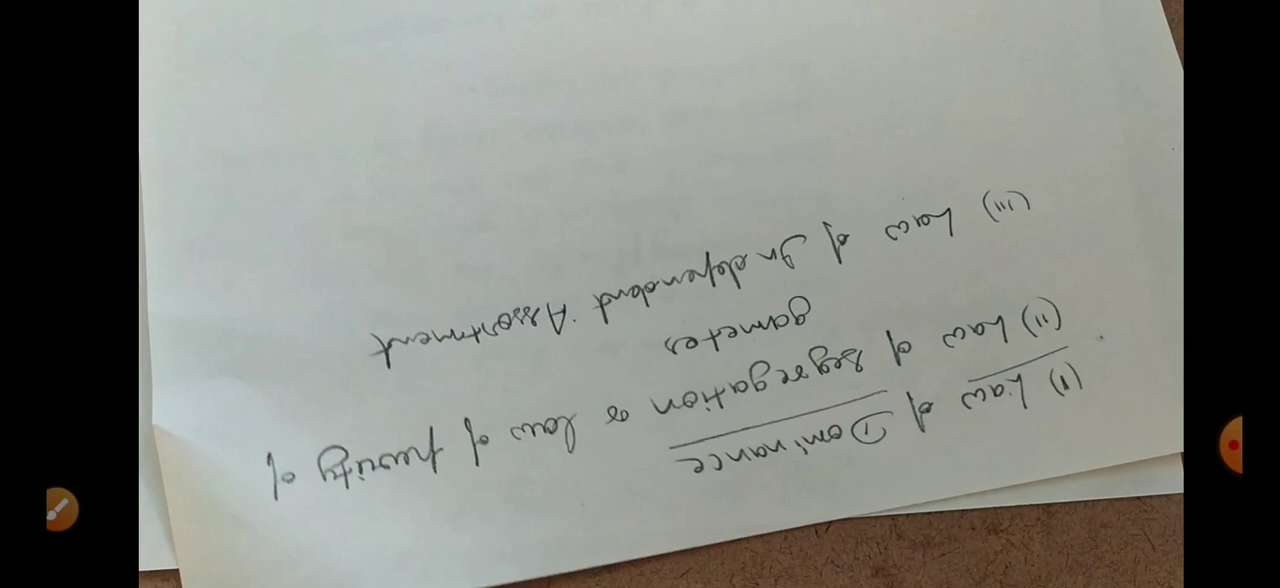 (i) Law of Dominance
(ii) Law of segregation or law of purity of
gametes
(iii) Law of Independent Assortment